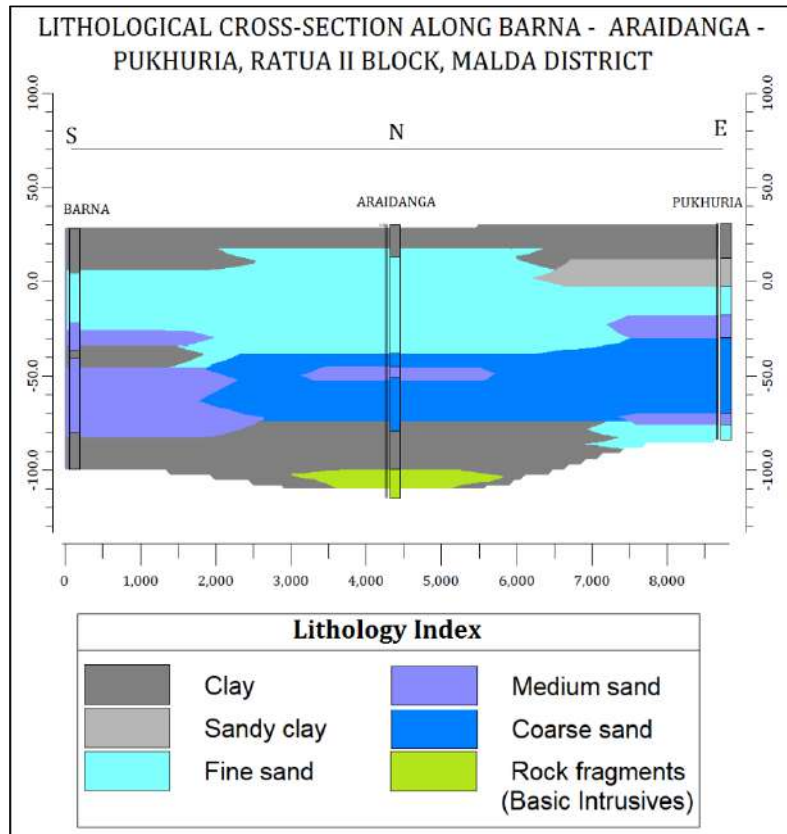 LITHOLOGICAL CROSS-SECTION ALONG BARNA - ARAIDANGA -
PUKHURIA, RATUA II BLOCK, MALDA DISTRICT
100.0
100.0
S
N
E
50.0
50.0
BARNA
ARAIDANGA
PUKHURIA
0.0
0.0
-50.0
-50.0
-100.0
-100.0
0 1,000 2,000 3,000 4,000 5,000 6,000 7,000 8,000
Lithology Index
Clay
Medium sand
Sandy clay
Coarse sand
Fine sand
Rock fragments
(Basic Intrusives)